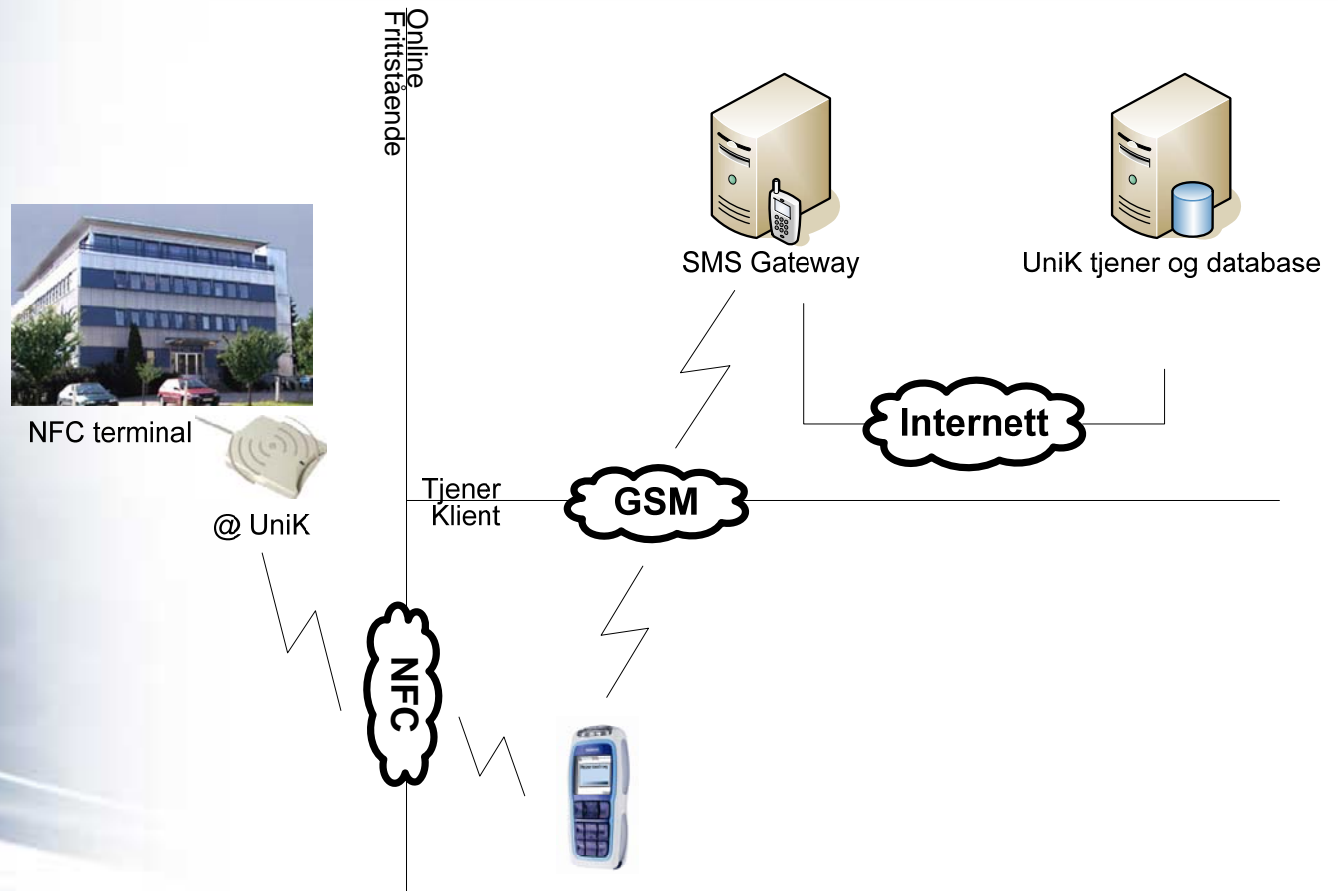 Online
Frittstående
SMS Gateway
UniK tjener og database
NFC terminal
@ UniK
Internett
Tjener
Klient
GSM
NFC